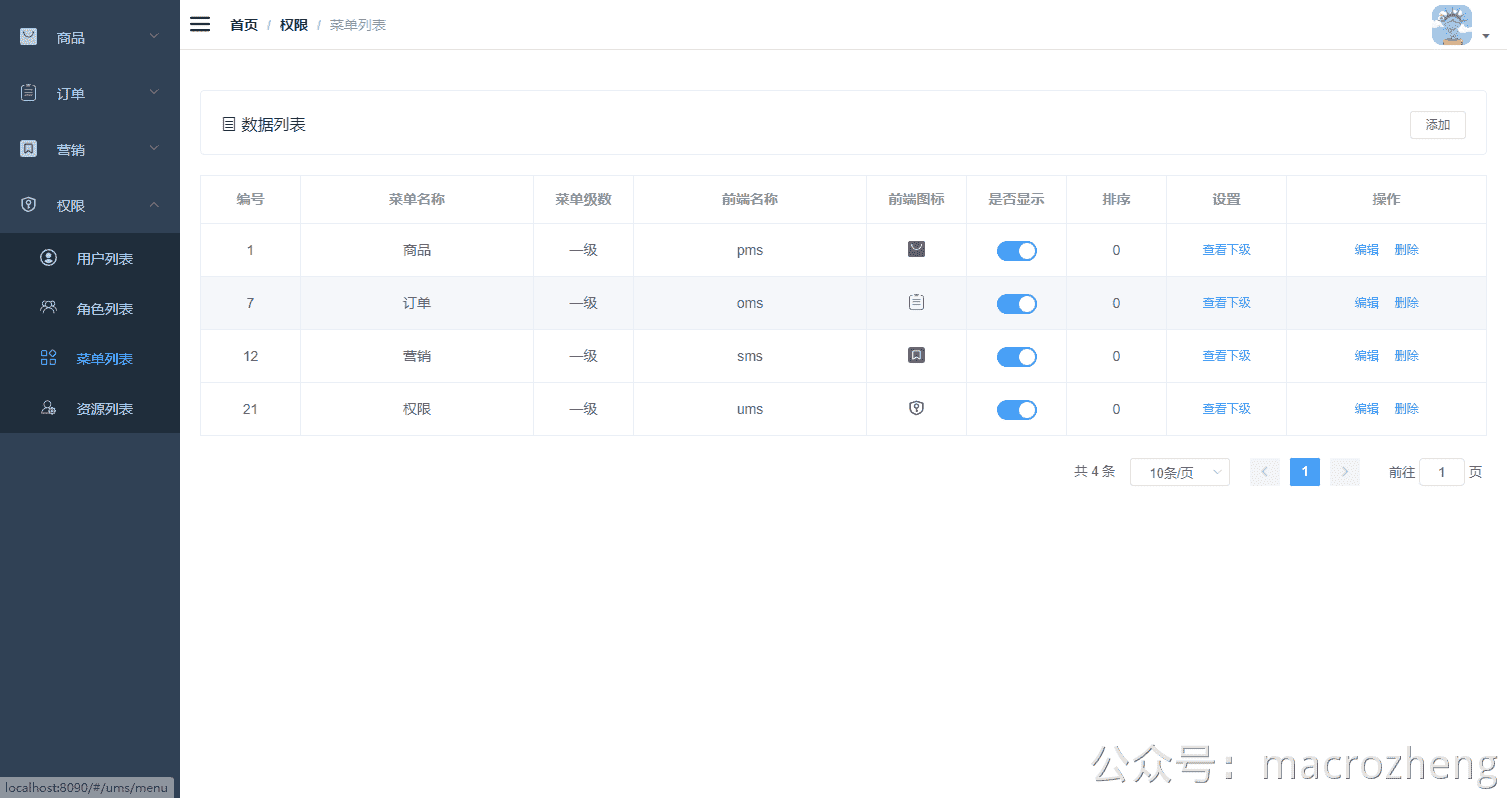 商品
订单
营销
权限
用户列表
角色列表
菜单列表
资源列表
首页 / 权限 / 菜单列表
数据列表
添加
编号 菜单名称 菜单级数 前端名称 前端图标 是否显示 排序 设置 操作
1 商品 一级 pms 0 查看下级 编辑 删除
7 订单 一级 oms 0 查看下级 编辑 删除
12 营销 一级 sms 0 查看下级 编辑 删除
21 权限 一级 ums 0 查看下级 编辑 删除
共 4 条 10条/页 1 前往 1 页
公众号：macrozheng
localhost:8090/#/ums/menu